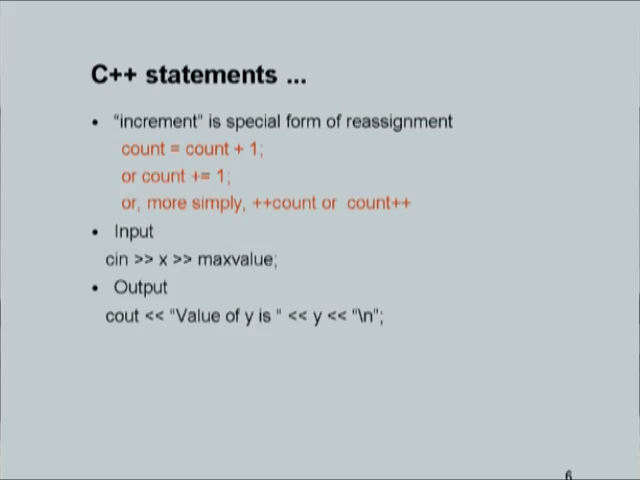 C++ statements ...
• "increment" is special form of reassignment
count = count + 1;
or count += 1;
or, more simply, ++count or count++
• Input
cin >> x >> maxvalue;
• Output
cout << "Value of y is " << y << "\n";
6